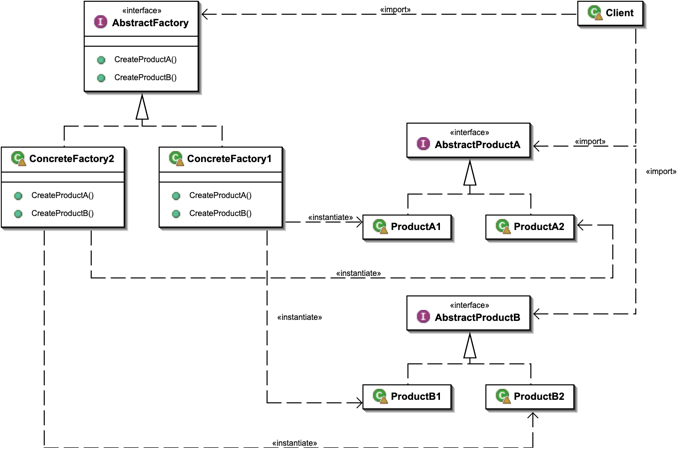 «interface»
I AbstractFactory
CreateProductA()
CreateProductB()
«import»
C Client
C ConcreteFactory2
CreateProductA()
CreateProductB()
C ConcreteFactory1
CreateProductA()
CreateProductB()
«interface»
I AbstractProductA
«import»
«import»
«instantiate»
C ProductA1
C ProductA2
«instantiate»
«interface»
I AbstractProductB
«instantiate»
C ProductB1
C ProductB2
«instantiate»